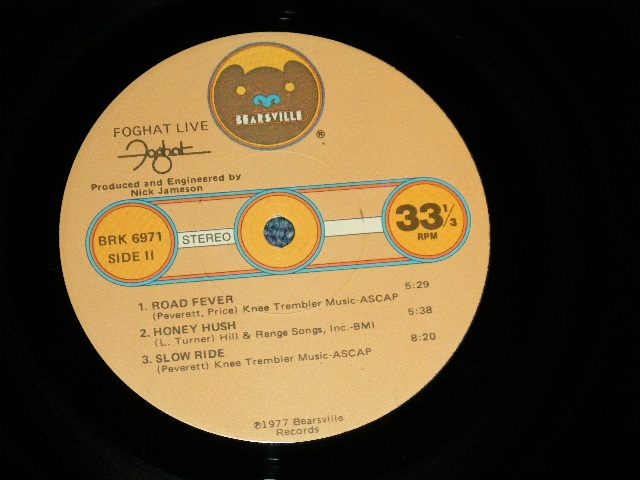 BEARSVILLE
®
FOGHAT LIVE
Foghat
Produced and Engineered by
Nick Jameson
BRK 6971
SIDE II
STEREO
33 1/3
RPM
1. ROAD FEVER 5:29
(Peverett, Price) Knee Trembler Music-ASCAP
2. HONEY HUSH 5:38
(L. Turner) Hill & Range Songs, Inc.-BMI
3. SLOW RIDE 8:20
(Peverett) Knee Trembler Music-ASCAP
℗1977 Bearsville
Records